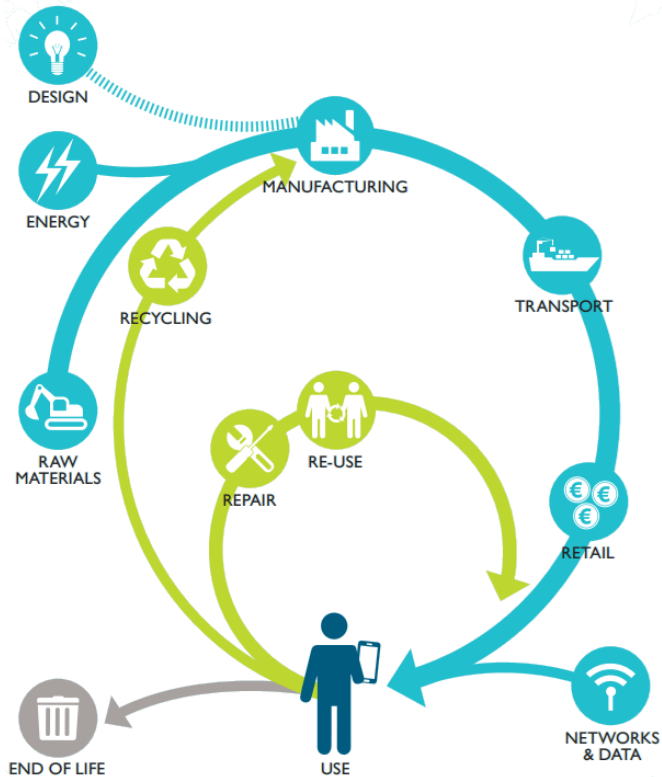 DESIGN
ENERGY
MANUFACTURING
TRANSPORT
RECYCLING
RAW
MATERIALS
RE-USE
REPAIR
€
€
€
RETAIL
NETWORKS
& DATA
END OF LIFE
USE